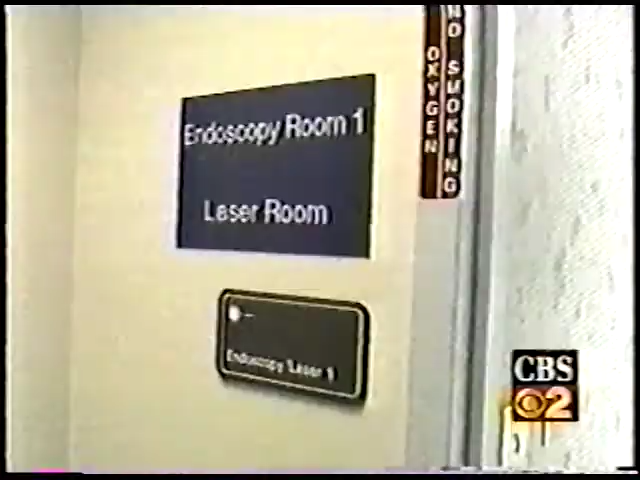 Endoscopy Room 1
Laser Room
OXYGEN
NO SMOKING
Endoscopy/Laser 1
CBS
2